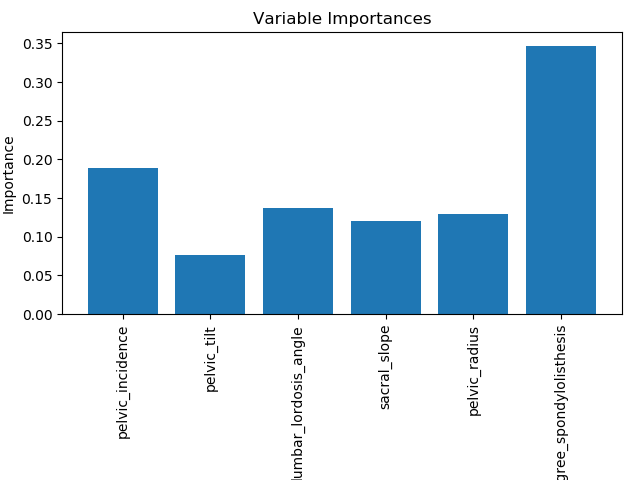 Variable Importances
0.35
0.30
0.25
0.20
0.15
0.10
0.05
0.00
Importance
pelvic_incidence
pelvic_tilt
lumbar_lordosis_angle
sacral_slope
pelvic_radius
gree_spondylolisthesis